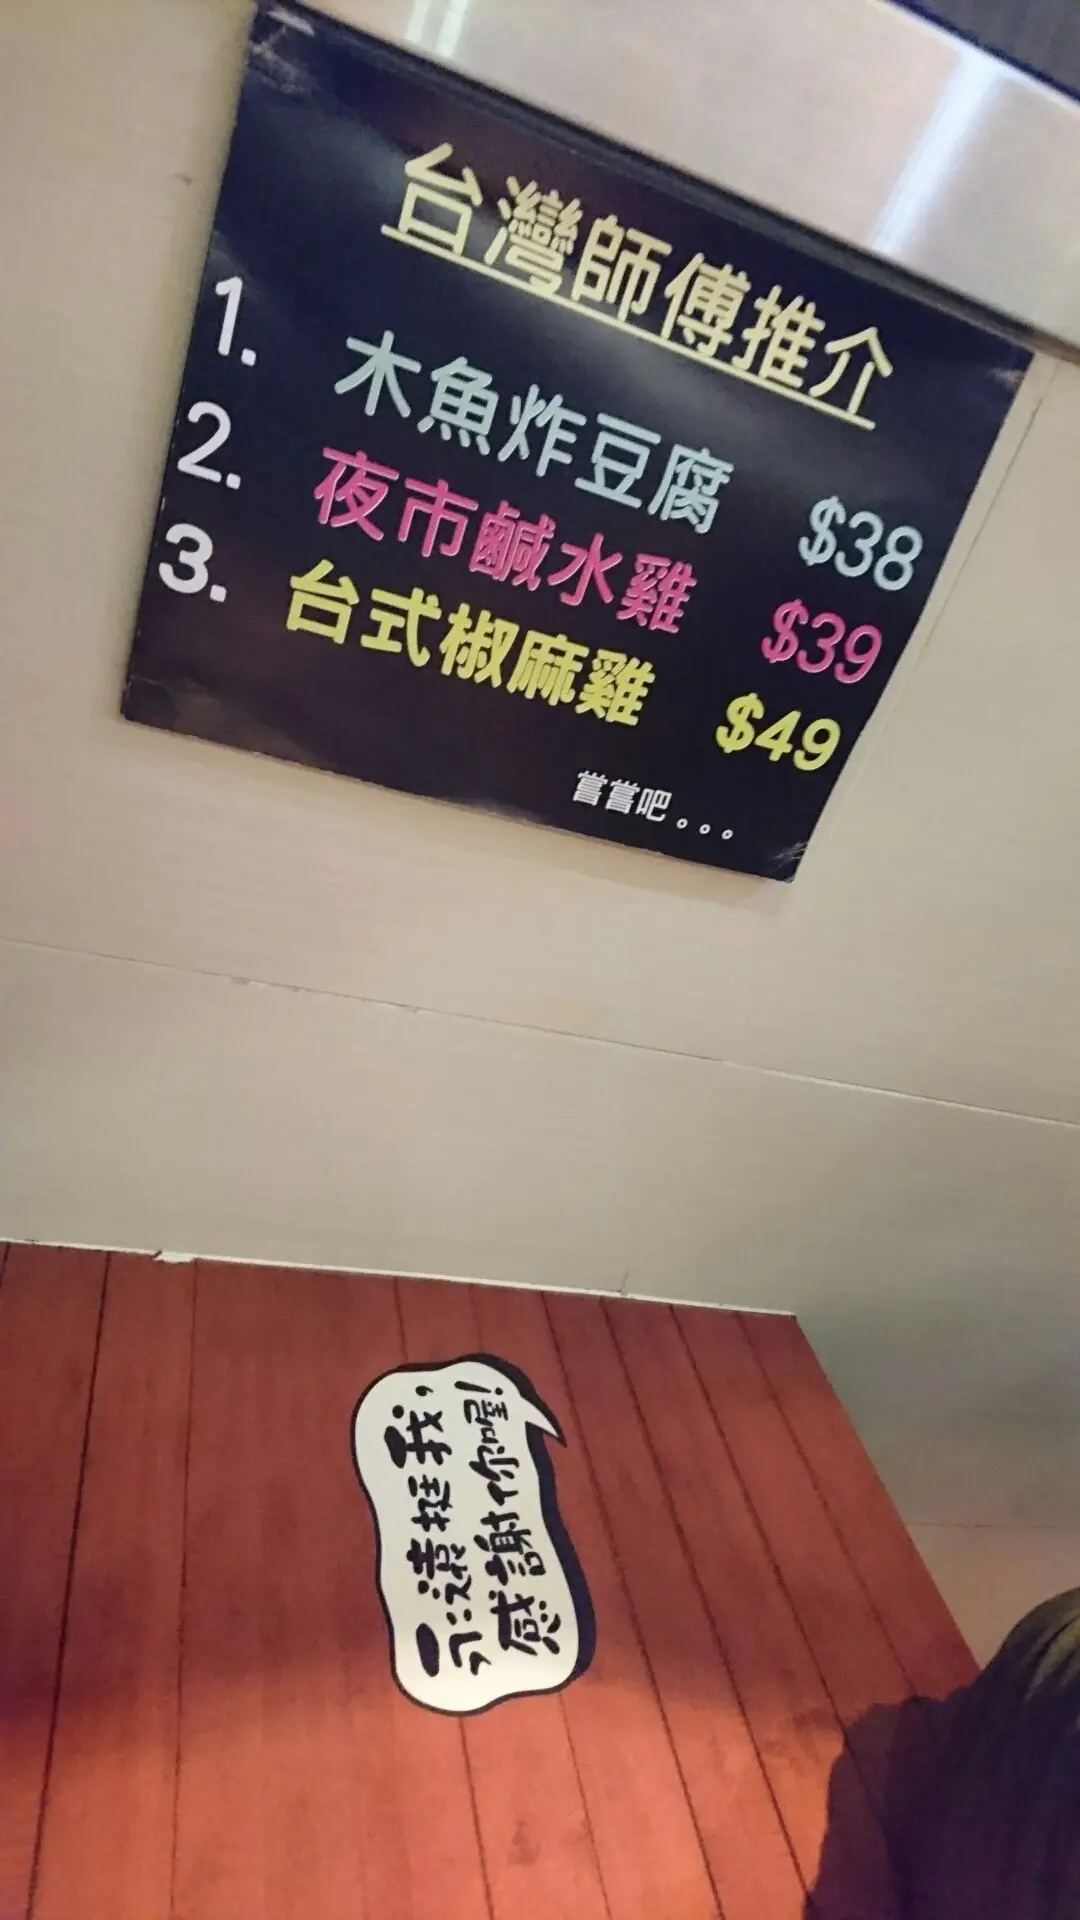 台灣師傅推介
1. 木魚炸豆腐 $38
2. 夜市鹹水雞 $39
3. 台式椒麻雞 $49
嘗嘗吧。。。
永遠挺我，
感謝你喔！